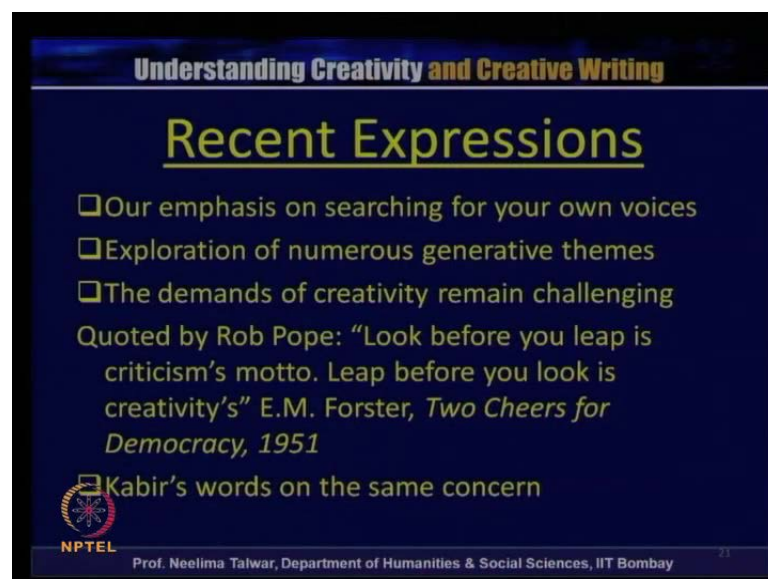 Understanding Creativity and Creative Writing
Recent Expressions
Our emphasis on searching for your own voices
Exploration of numerous generative themes
The demands of creativity remain challenging
Quoted by Rob Pope: “Look before you leap is
criticism’s motto. Leap before you look is
creativity’s” E.M. Forster, Two Cheers for
Democracy, 1951
Kabir’s words on the same concern
NPTEL
Prof. Neelima Talwar, Department of Humanities & Social Sciences, IIT Bombay
21